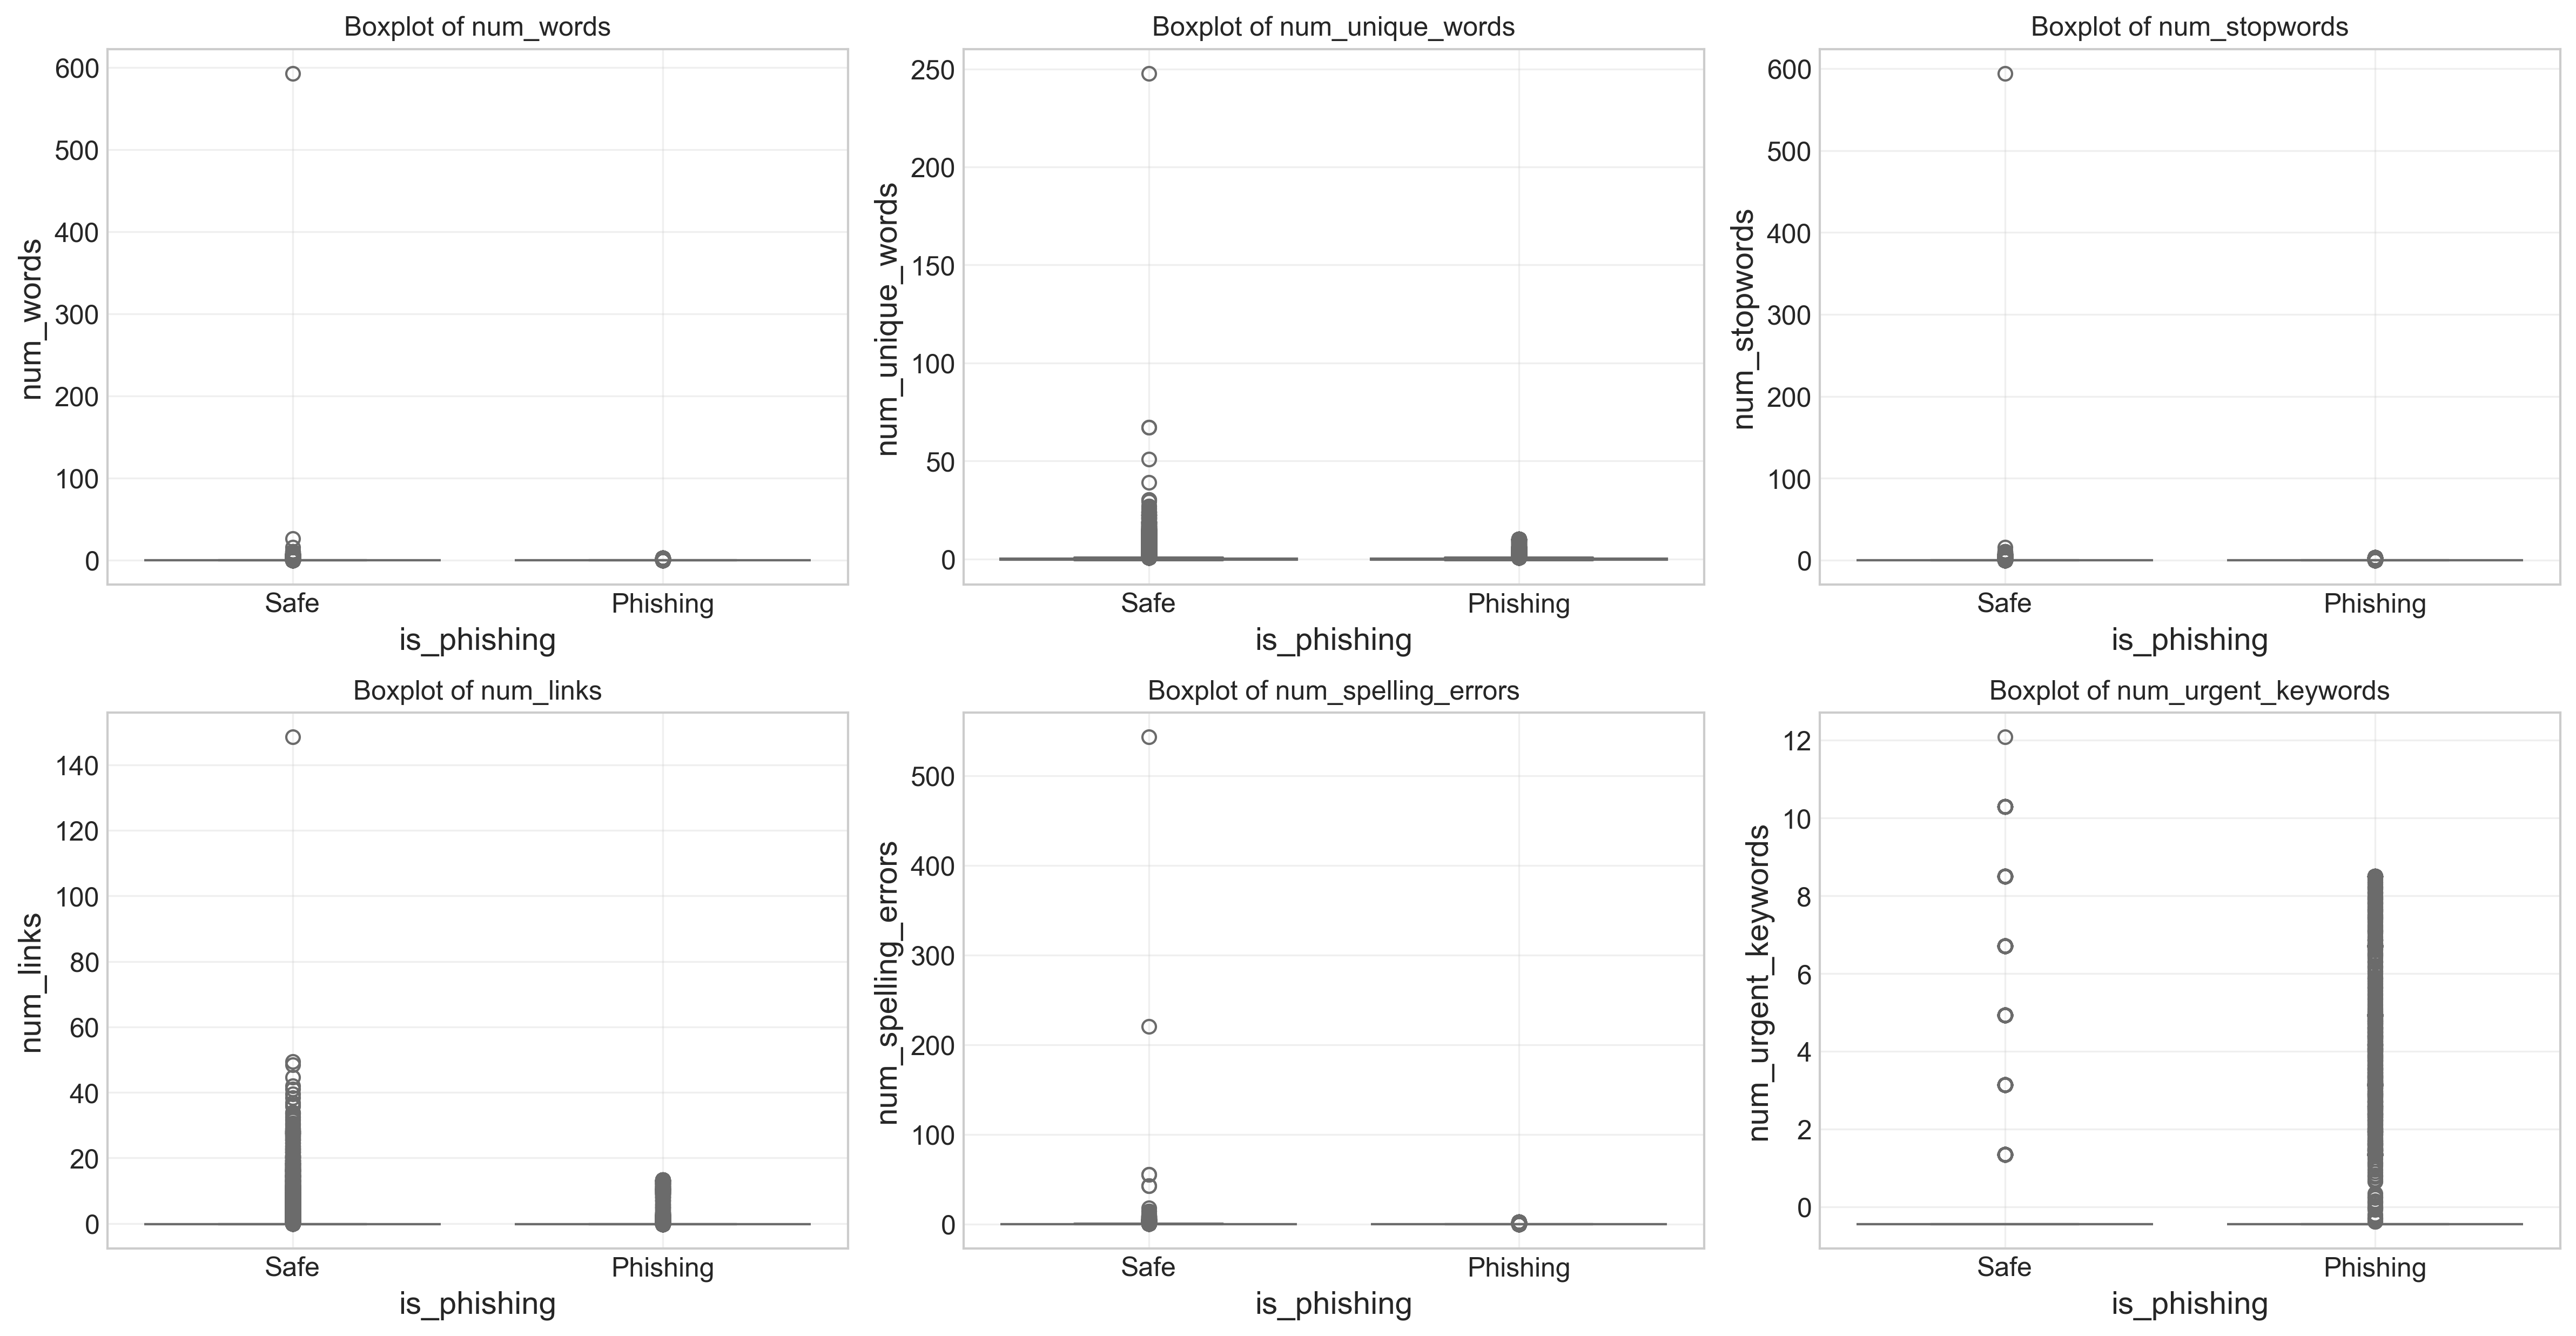 Boxplot of num_words
num_words
600
500
400
300
200
100
0
Safe
Phishing
is_phishing
Boxplot of num_unique_words
num_unique_words
250
200
150
100
50
0
Safe
Phishing
is_phishing
Boxplot of num_stopwords
num_stopwords
600
500
400
300
200
100
0
Safe
Phishing
is_phishing
Boxplot of num_links
num_links
140
120
100
80
60
40
20
0
Safe
Phishing
is_phishing
Boxplot of num_spelling_errors
num_spelling_errors
500
400
300
200
100
0
Safe
Phishing
is_phishing
Boxplot of num_urgent_keywords
num_urgent_keywords
12
10
8
6
4
2
0
Safe
Phishing
is_phishing